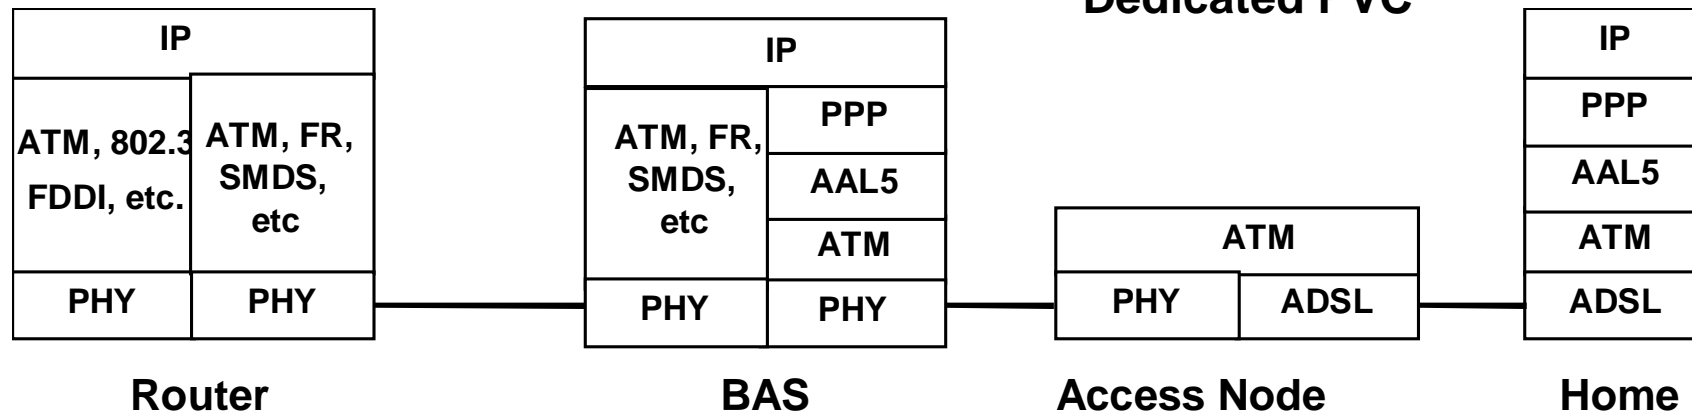 Dedicated PVC
IP
ATM, 802.3
FDDI, etc.
ATM, FR,
SMDS,
etc
PHY
PHY
Router
IP
ATM, FR,
SMDS,
etc
PPP
AAL5
ATM
PHY
PHY
BAS
ATM
PHY
ADSL
Access Node
IP
PPP
AAL5
ATM
ADSL
Home